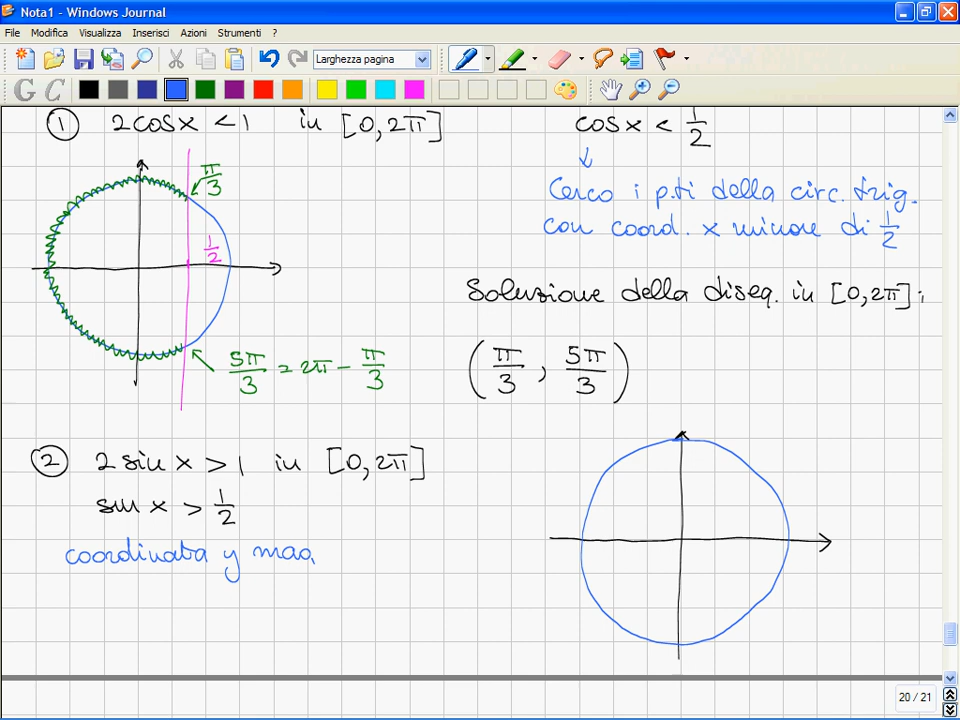 Nota1 - Windows Journal
File Modifica Visualizza Inserisci Azioni Strumenti ?
Larghezza pagina
① 2cosx < 1 in [0, 2π]
cosx < 1/2
↓
Cerco i p.ti della circ. trig.
con coord. x minore di 1/2
π/3
1/2
5π/3 = 2π - π/3
Soluzione della diseq. in [0, 2π]:
(π/3, 5π/3)
② 2 sin x > 1 in [0, 2π]
sin x > 1/2
coordinata y mag
20 / 21